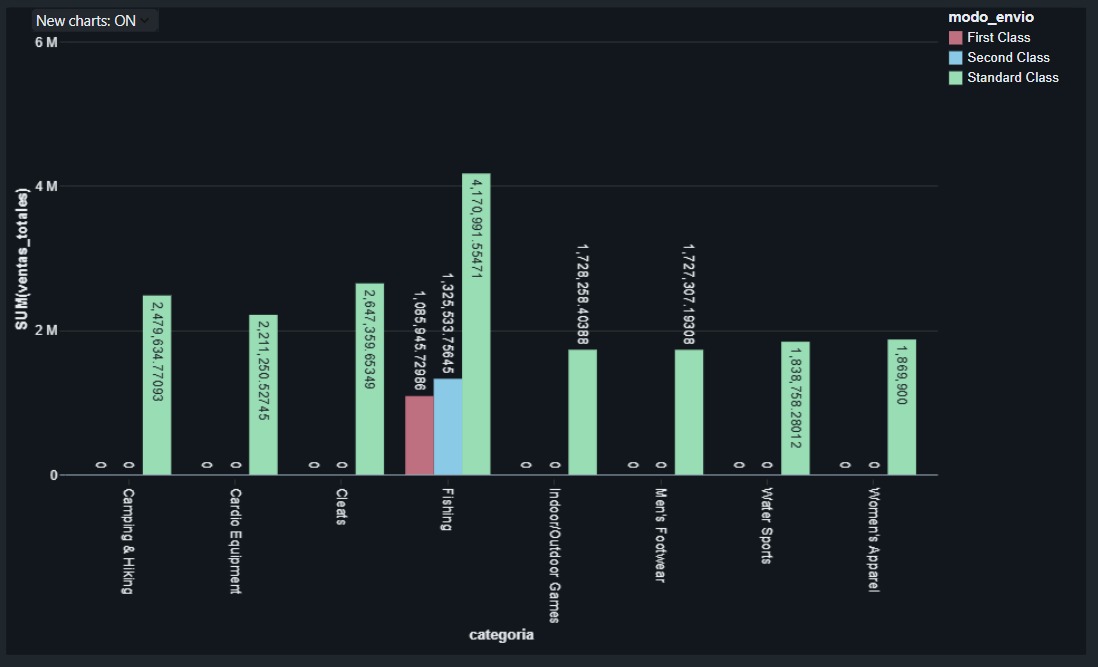 New charts: ON
modo_envio
First Class
Second Class
Standard Class
SUM(ventas_totales)
6 M
4 M
2 M
0
0
0
2,479,634.77093
0
0
2,211,250.52745
0
0
2,647,359.65349
1,085,945.72986
1,325,533.75645
4,170,991.55471
0
0
1,728,258.40388
0
0
1,727,307.19308
0
0
1,838,758.28012
0
0
1,869,900
Camping & Hiking
Cardio Equipment
Cleats
Fishing
Indoor/Outdoor Games
Men's Footwear
Water Sports
Women's Apparel
categoria